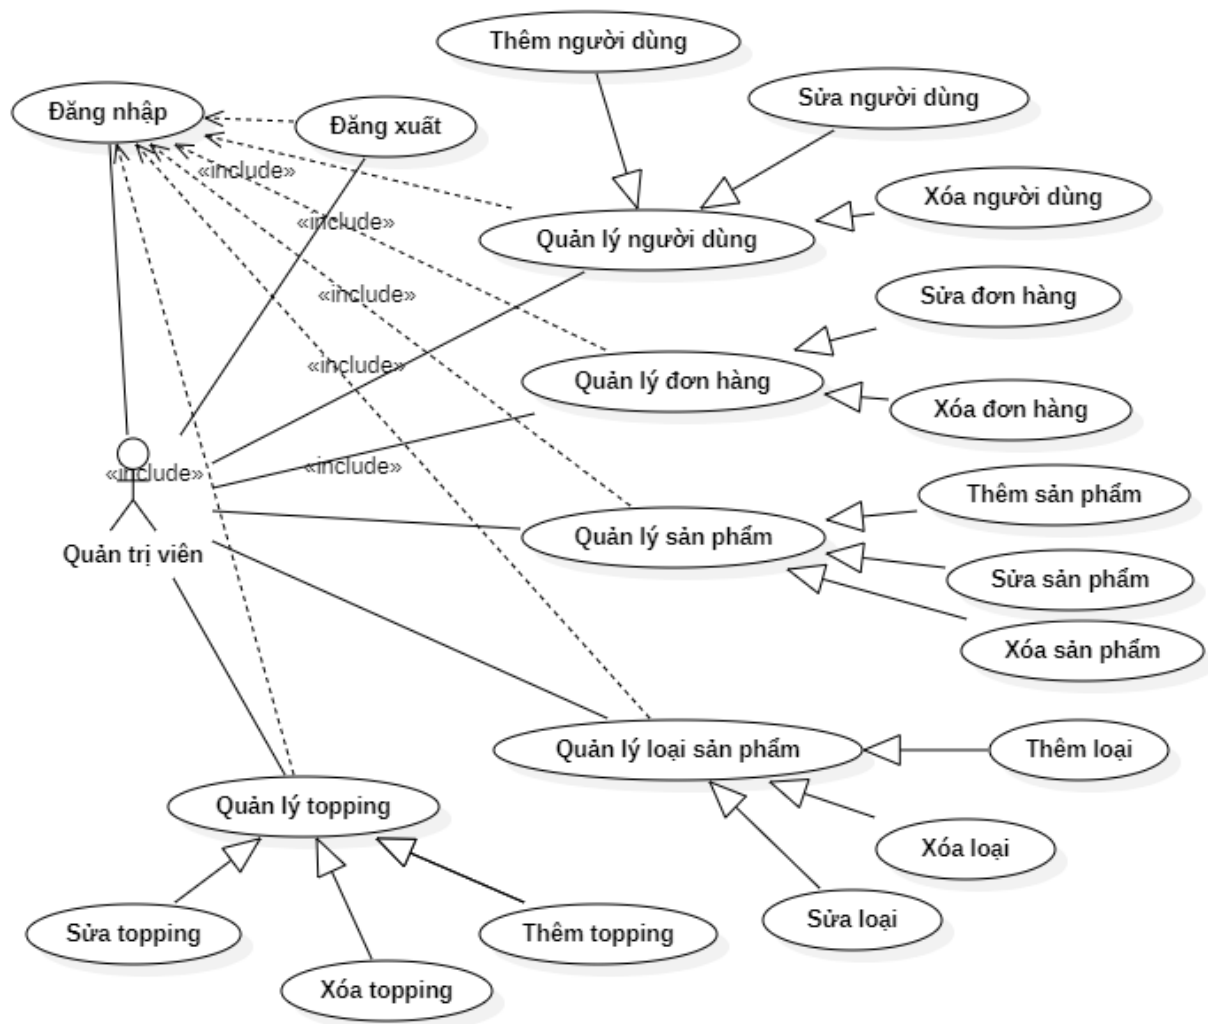 Thêm người dùng
Sửa người dùng
Đăng nhập
Đăng xuất
«include»
Xóa người dùng
«include»
Quản lý người dùng
«include»
Sửa đơn hàng
«include»
Quản lý đơn hàng
Xóa đơn hàng
«include»
«include»
Thêm sản phẩm
Quản lý sản phẩm
Quản trị viên
Sửa sản phẩm
Xóa sản phẩm
Quản lý loại sản phẩm
Thêm loại
Quản lý topping
Xóa loại
Sửa loại
Sửa topping
Thêm topping
Xóa topping